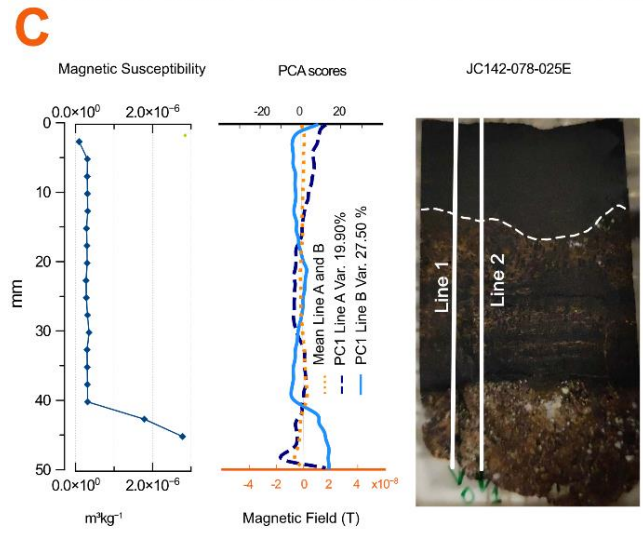 C
Magnetic Susceptibility
PCA scores
JC142-078-025E
0.0×10⁰ 2.0×10⁻⁶
-20 0 20
0
10
20
30
40
50
mm
Mean Line A and B
PC1 Line A Var. 19.90%
PC1 Line B Var. 27.50 %
Line 1
Line 2
0.0×10⁰ 2.0×10⁻⁶
-4 -2 0 2 4 x10⁻⁸
m³kg⁻¹
Magnetic Field (T)